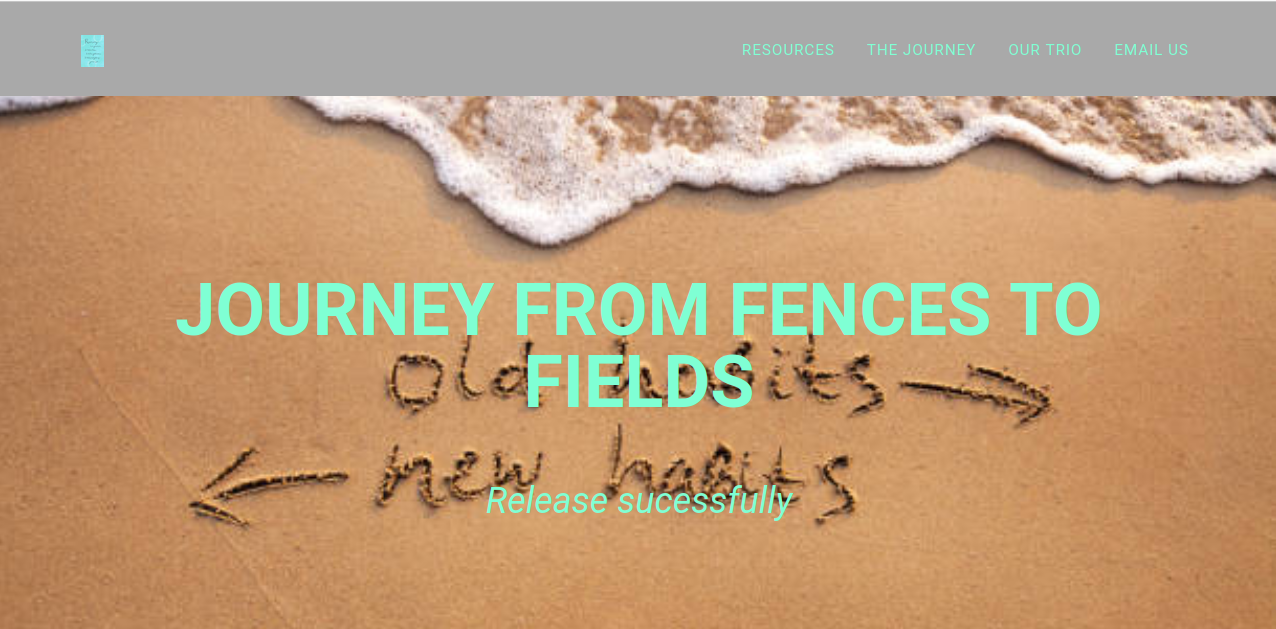 RESOURCES THE JOURNEY OUR TRIO EMAIL US
JOURNEY FROM FENCES TO
FIELDS
old habits
new habits
Release sucessfully